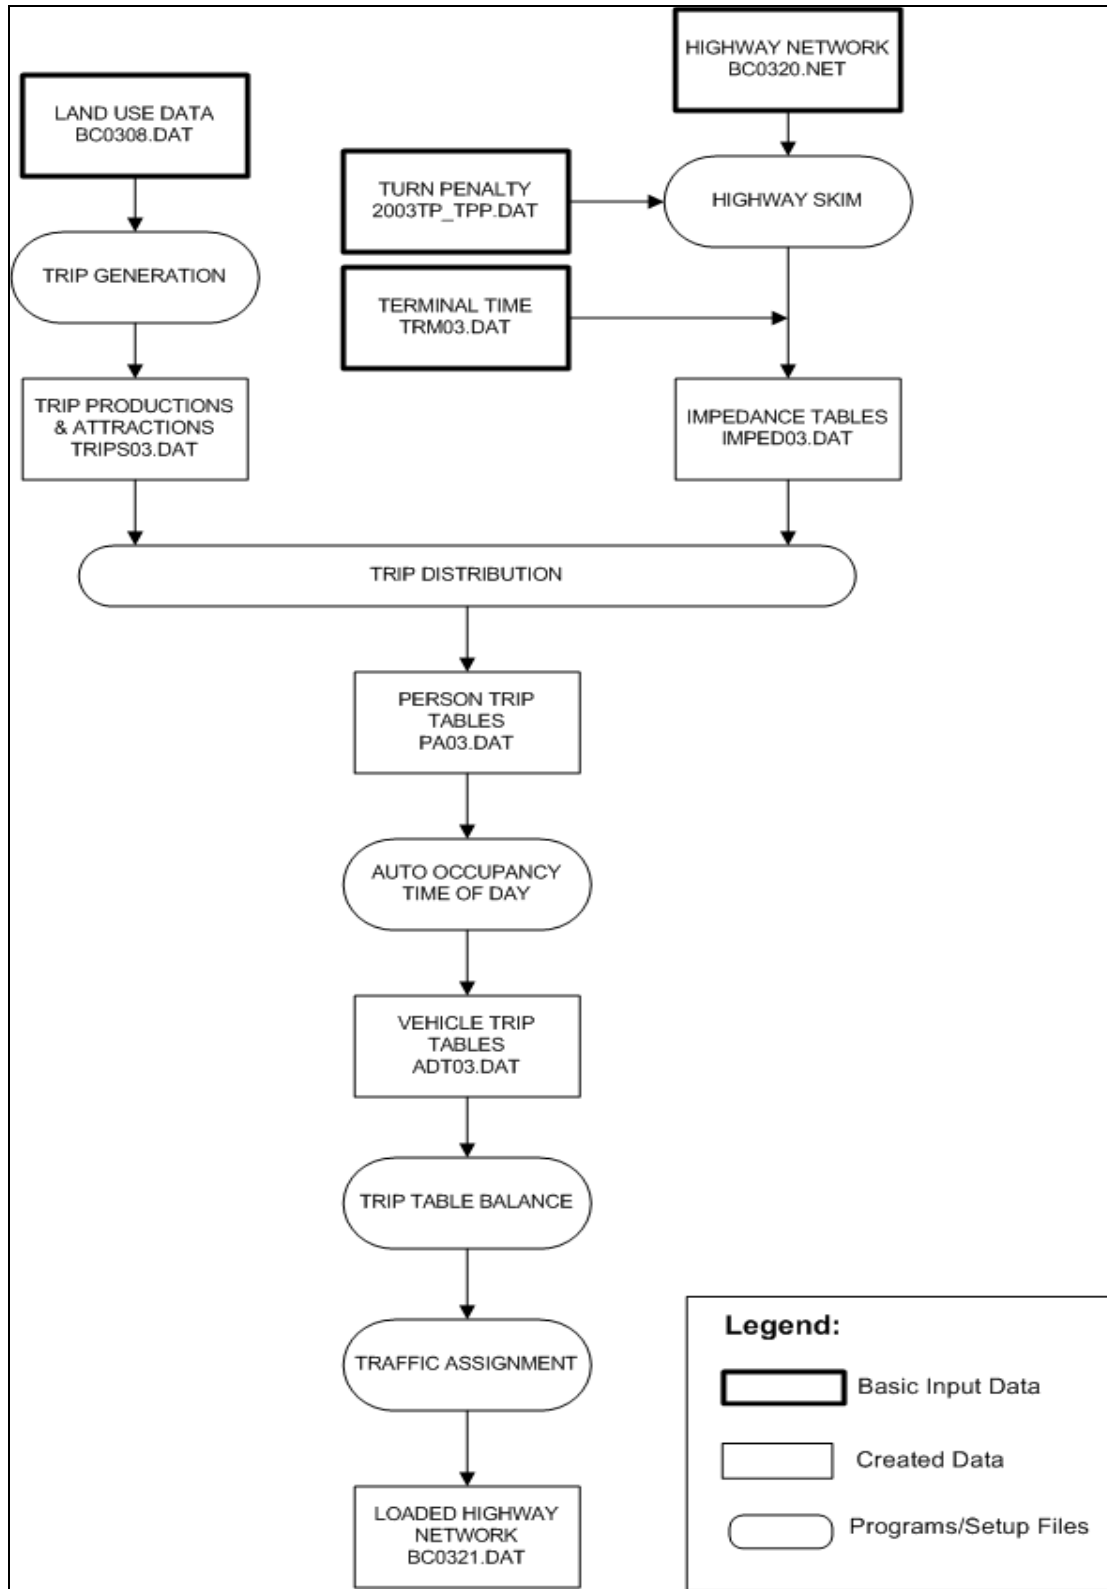 HIGHWAY NETWORK
BC0320.NET
LAND USE DATA
BC0308.DAT
TURN PENALTY
2003TP_TPP.DAT
HIGHWAY SKIM
TRIP GENERATION
TERMINAL TIME
TRM03.DAT
TRIP PRODUCTIONS
& ATTRACTIONS
TRIPS03.DAT
IMPEDANCE TABLES
IMPED03.DAT
TRIP DISTRIBUTION
PERSON TRIP
TABLES
PA03.DAT
AUTO OCCUPANCY
TIME OF DAY
VEHICLE TRIP
TABLES
ADT03.DAT
TRIP TABLE BALANCE
TRAFFIC ASSIGNMENT
LOADED HIGHWAY
NETWORK
BC0321.DAT
Legend:
Basic Input Data
Created Data
Programs/Setup Files